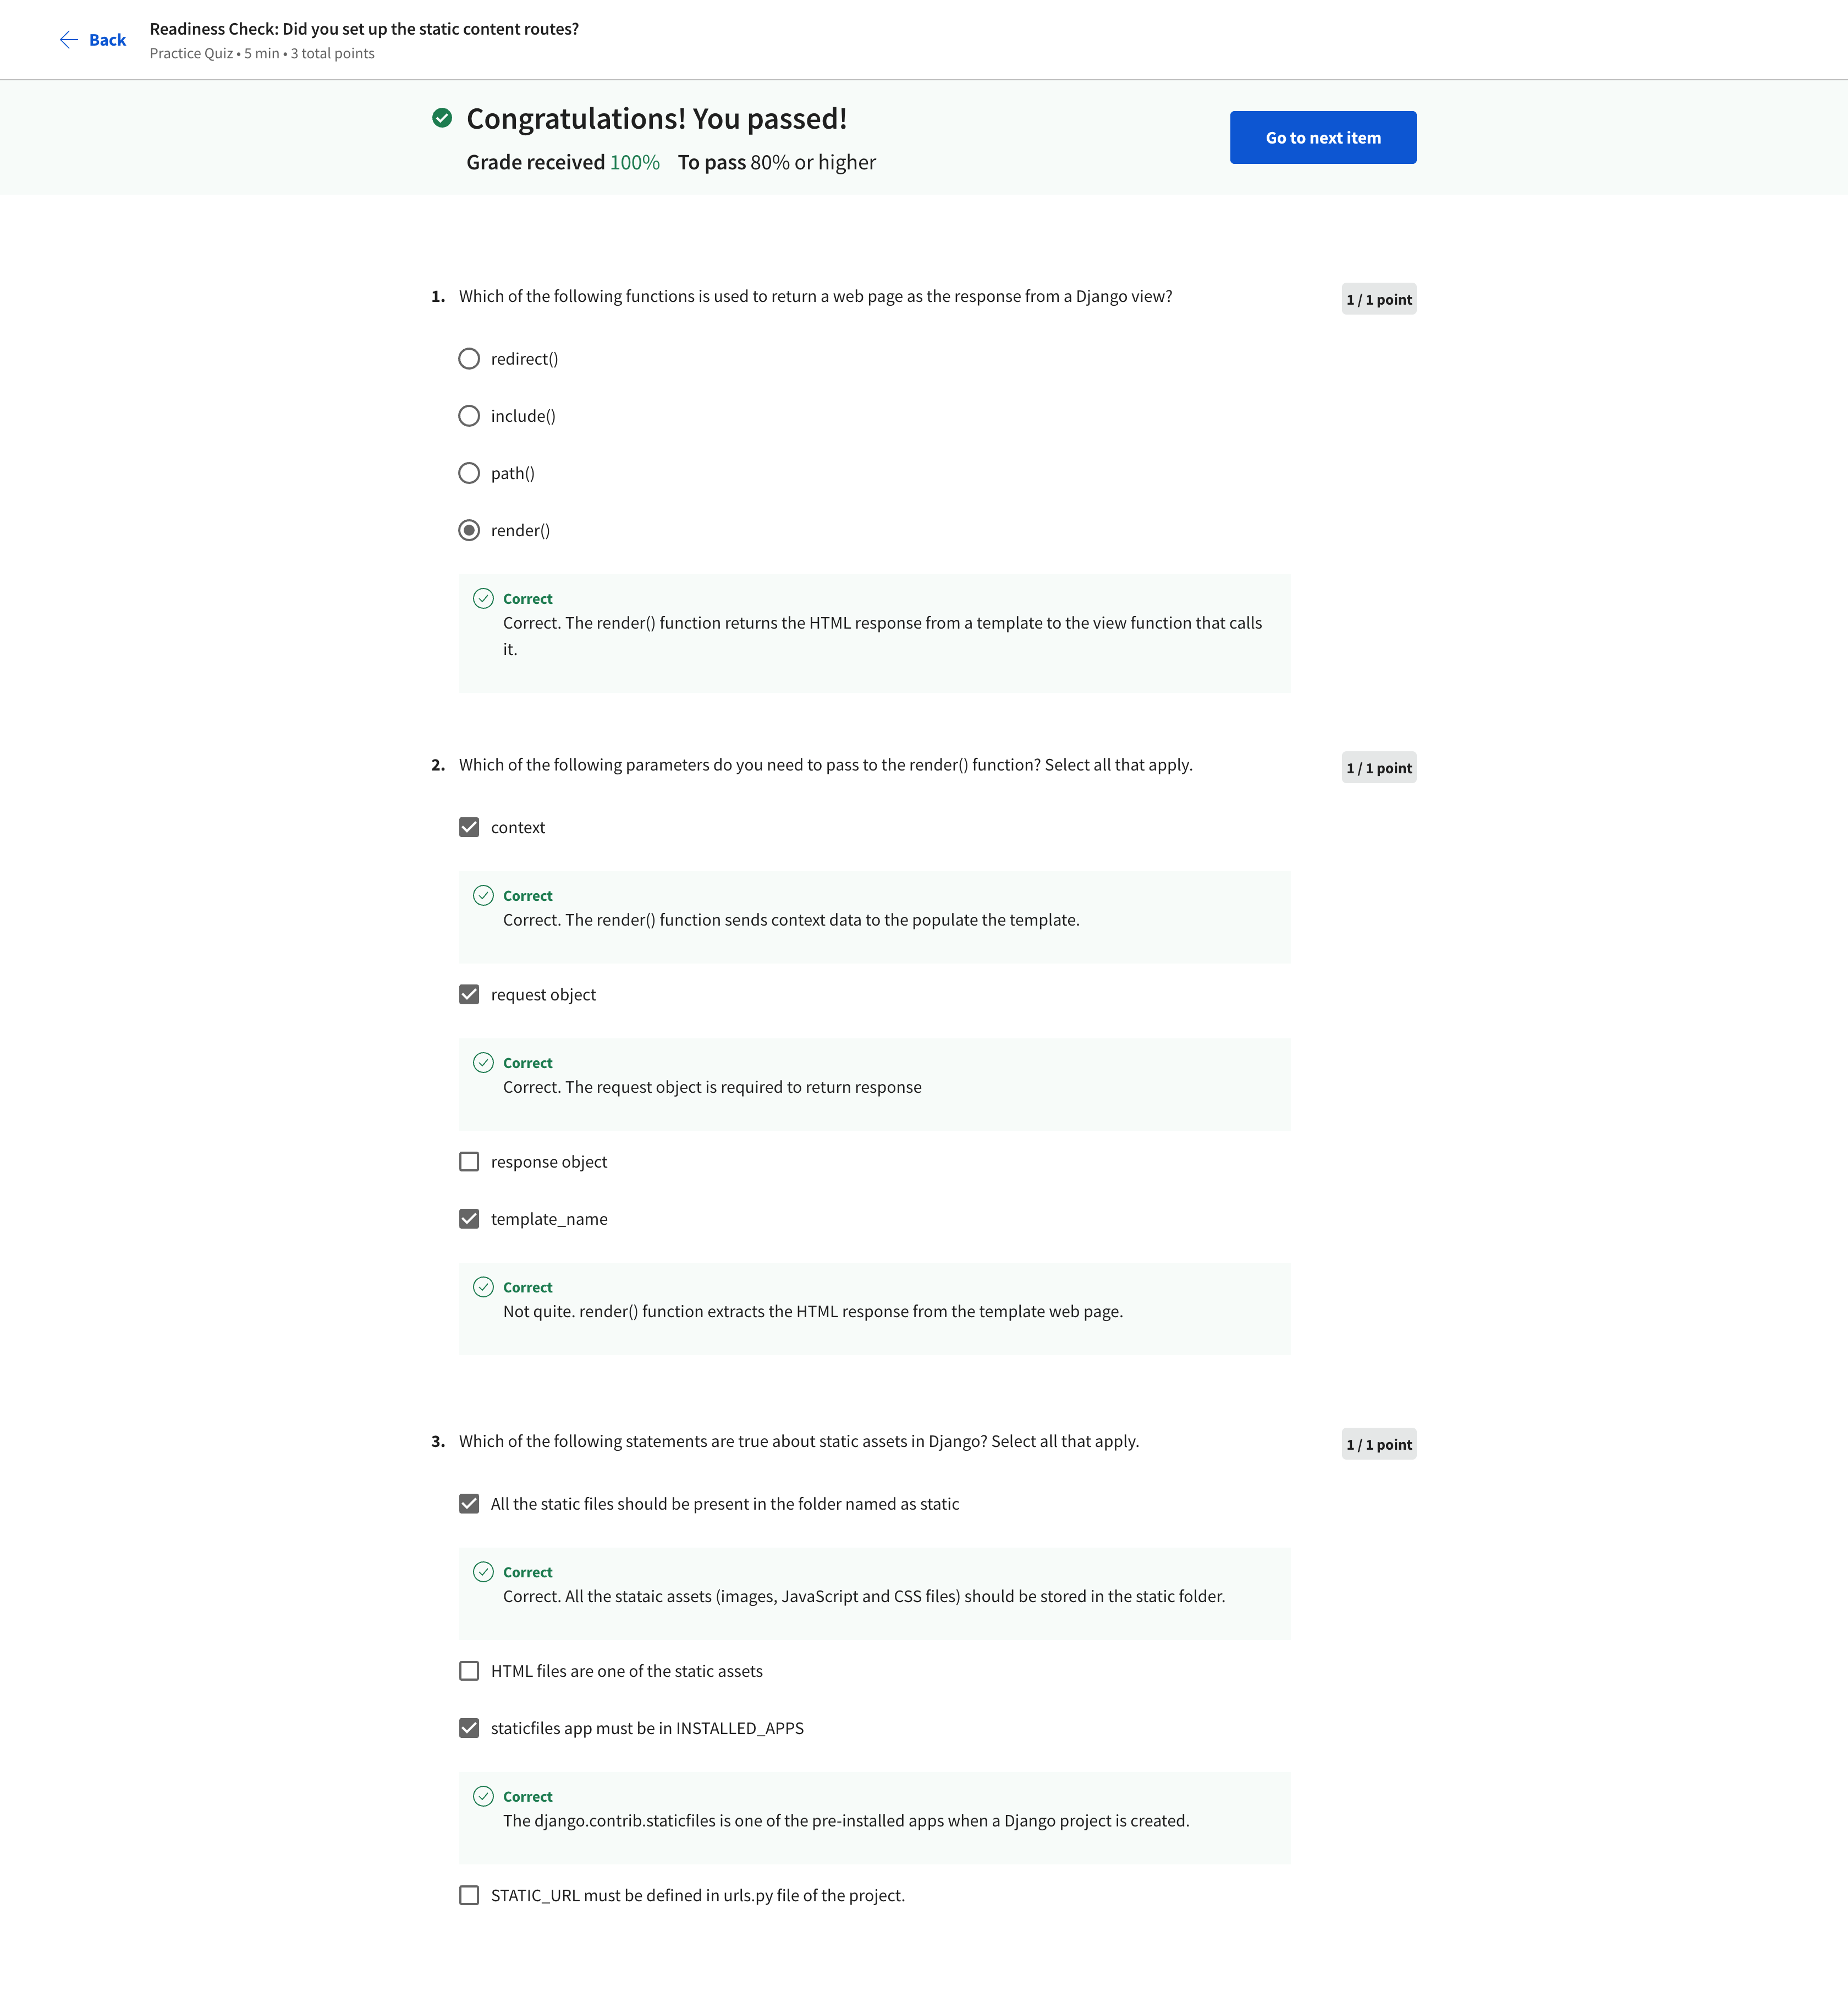 Back
Readiness Check: Did you set up the static content routes?
Practice Quiz • 5 min • 3 total points
Congratulations! You passed!
Grade received 100% To pass 80% or higher
Go to next item
1. Which of the following functions is used to return a web page as the response from a Django view?
1 / 1 point
redirect()
include()
path()
render()
Correct
Correct. The render() function returns the HTML response from a template to the view function that calls
it.
2. Which of the following parameters do you need to pass to the render() function? Select all that apply.
1 / 1 point
context
Correct
Correct. The render() function sends context data to the populate the template.
request object
Correct
Correct. The request object is required to return response
response object
template_name
Correct
Not quite. render() function extracts the HTML response from the template web page.
3. Which of the following statements are true about static assets in Django? Select all that apply.
1 / 1 point
All the static files should be present in the folder named as static
Correct
Correct. All the stataic assets (images, JavaScript and CSS files) should be stored in the static folder.
HTML files are one of the static assets
staticfiles app must be in INSTALLED_APPS
Correct
The django.contrib.staticfiles is one of the pre-installed apps when a Django project is created.
STATIC_URL must be defined in urls.py file of the project.